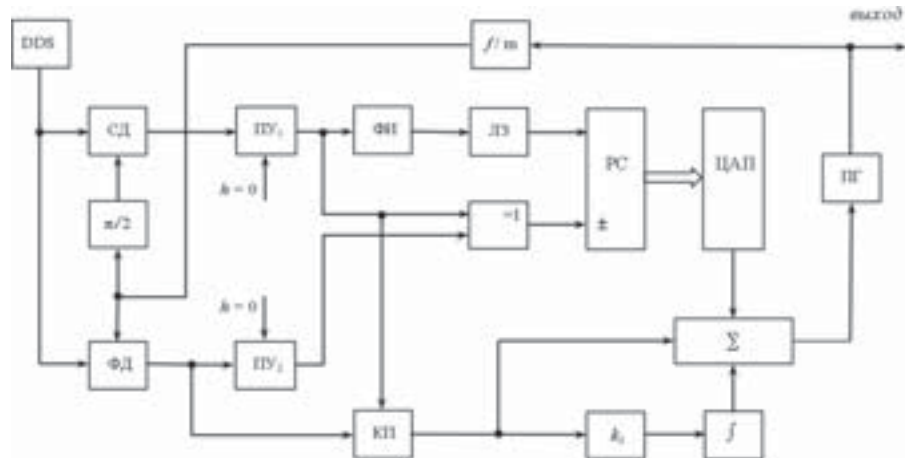 выход
DDS
f/m
СД
ПУ₁
ФИ
ЛЗ
РС
ЦАП
ПГ
h = 0
π/2
=1
±
h = 0
Σ
ФД
ПУ₂
КП
∫